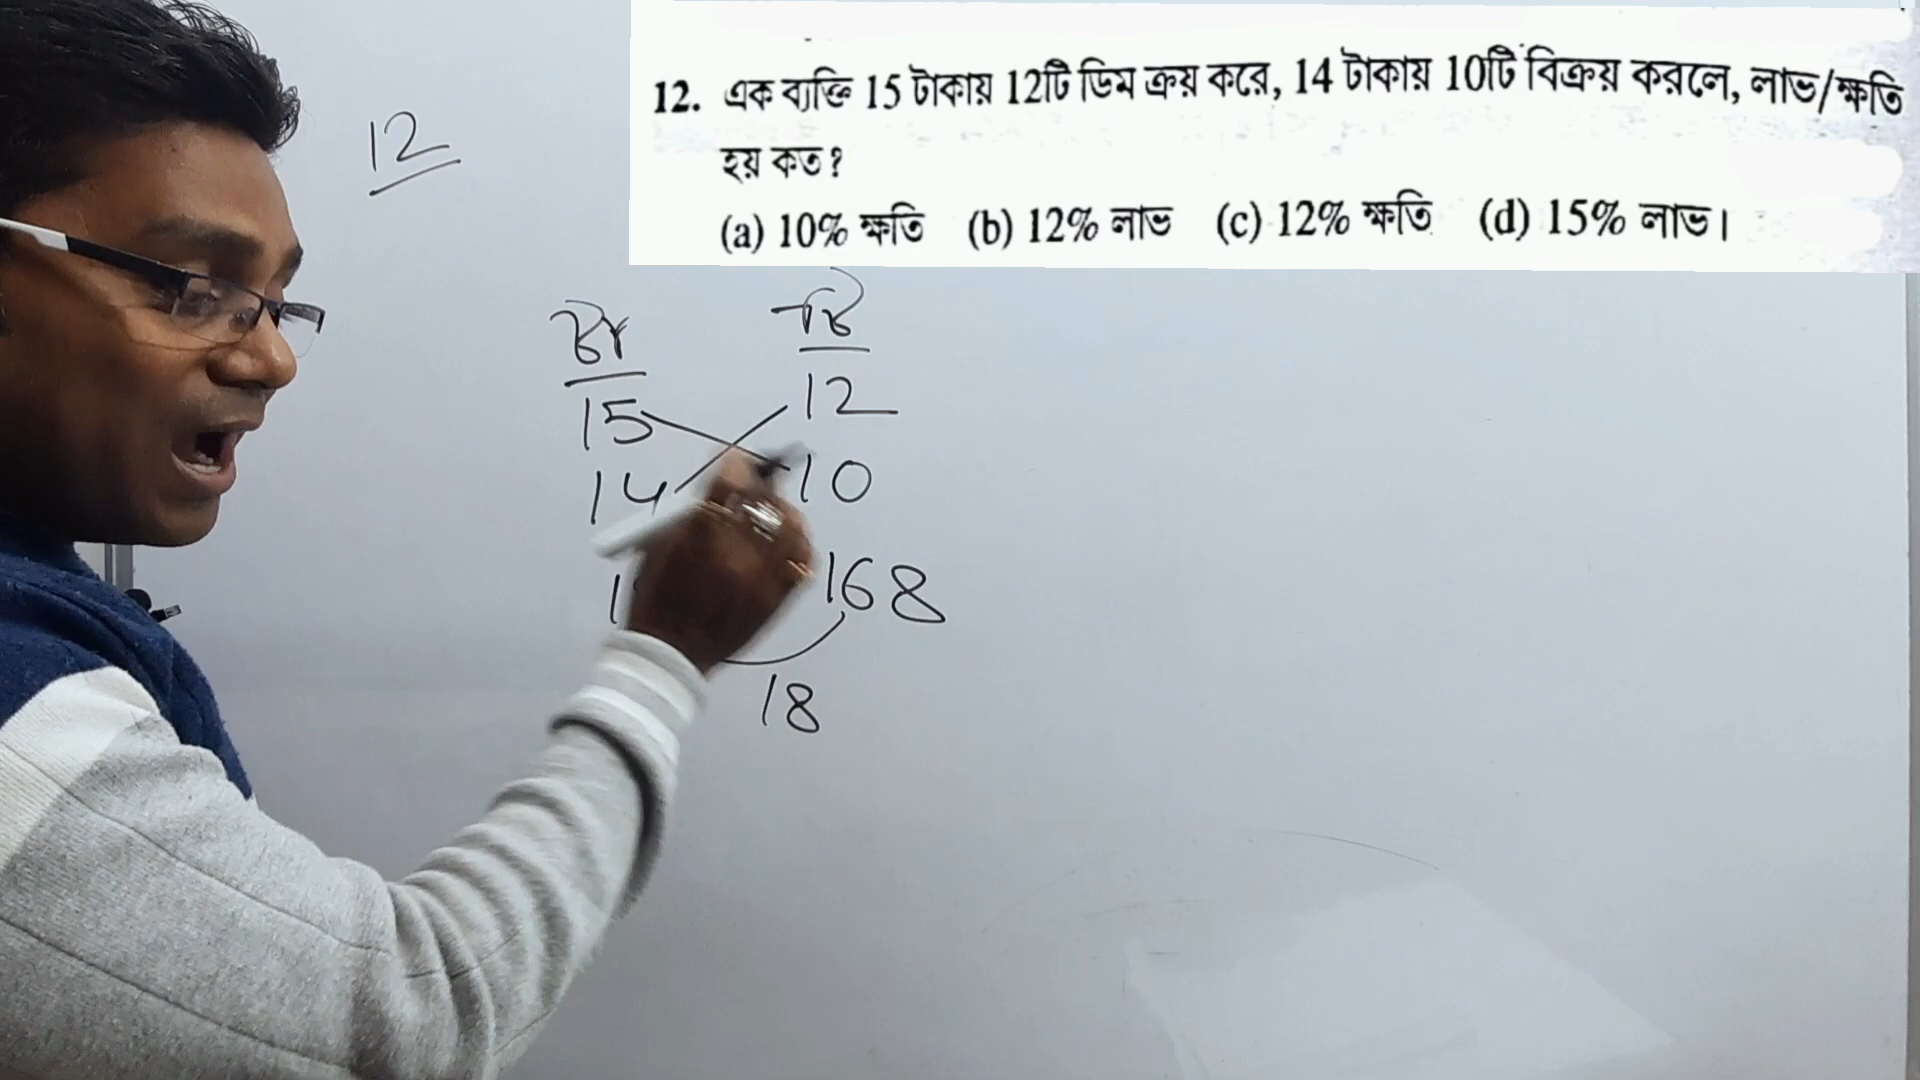 12. এক ব্যক্তি 15 টাকায় 12টি ডিম ক্রয় করে, 14 টাকায় 10টি বিক্রয় করলে, লাভ/ক্ষতি
হয় কত?
(a) 10% ক্ষতি (b) 12% লাভ (c) 12% ক্ষতি (d) 15% লাভ।
12
15 12
14 10
168
18